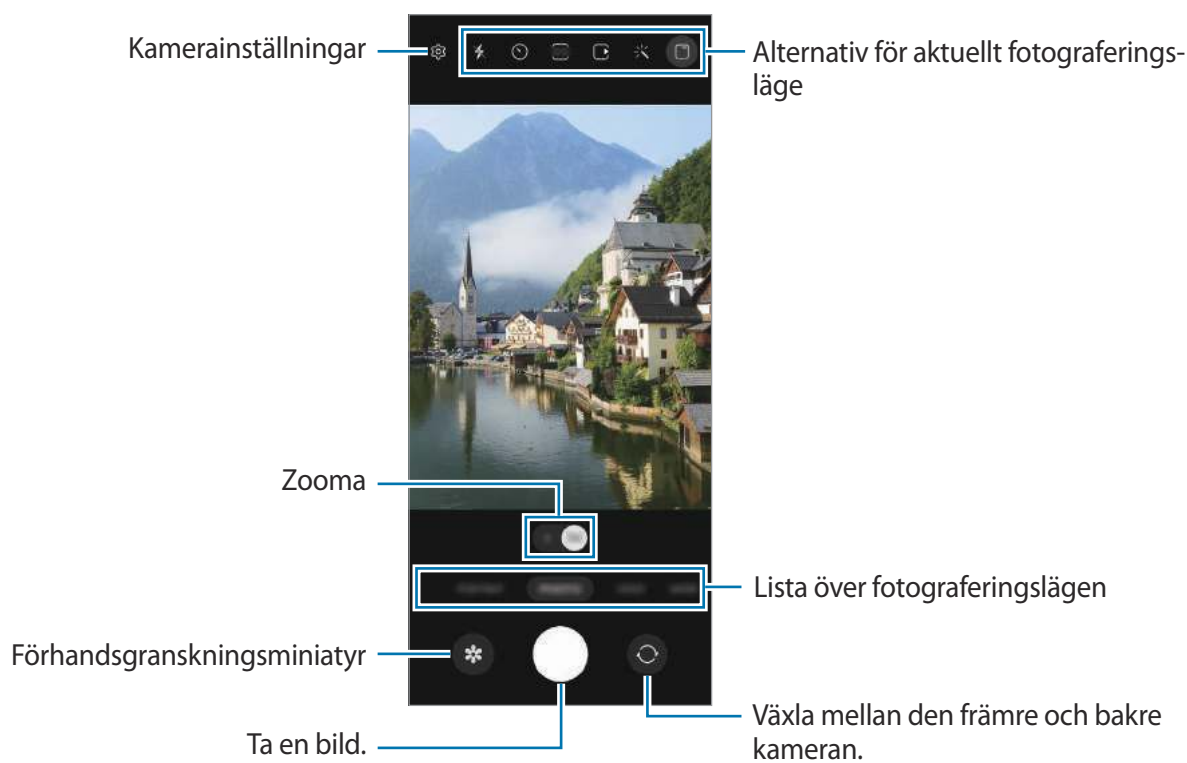 Kamerainställningar
Alternativ för aktuellt fotograferings-
läge
Zooma
Lista över fotograferingslägen
Förhandsgranskningsminiatyr
Ta en bild.
Växla mellan den främre och bakre
kameran.